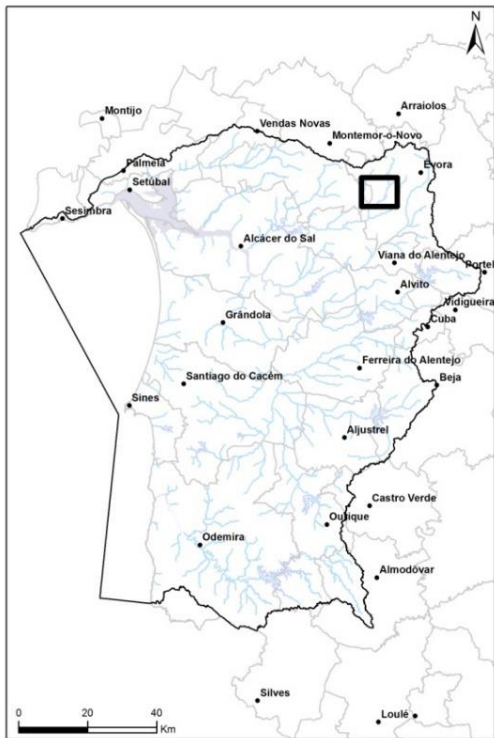 N
Montijo
Arraiolos
Vendas Novas
Montemor-o-Novo
Palmela
Évora
Setúbal
Sesimbra
Alcácer do Sal
Viana do Alentejo
Portel
Alvito
Vidigueira
Grândola
Cuba
Ferreira do Alentejo
Santiago do Cacém
Beja
Sines
Aljustrel
Castro Verde
Ourique
Odemira
Almodôvar
Silves
Loulé
0 20 40
Km